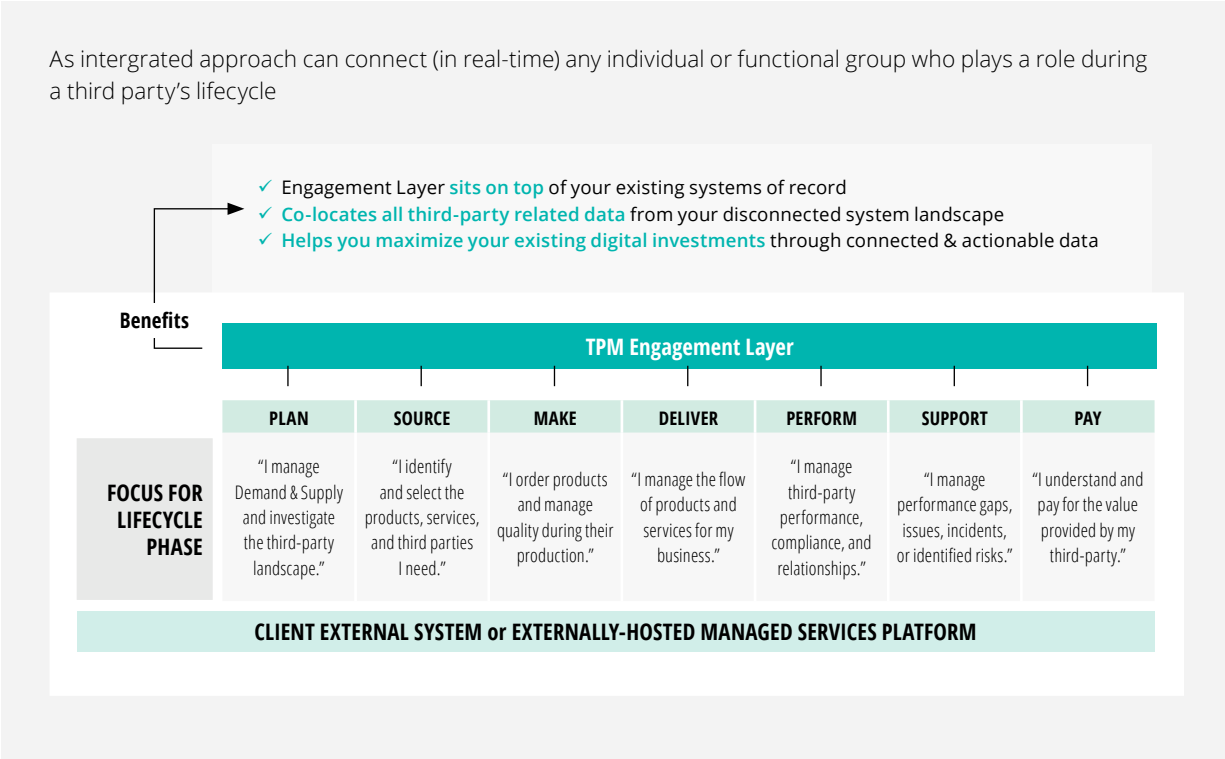 As intergrated approach can connect (in real-time) any individual or functional group who plays a role during
a third party’s lifecycle
✓ Engagement Layer sits on top of your existing systems of record
✓ Co-locates all third-party related data from your disconnected system landscape
✓ Helps you maximize your existing digital investments through connected & actionable data
Benefits
TPM Engagement Layer
PLAN
SOURCE
MAKE
DELIVER
PERFORM
SUPPORT
PAY
FOCUS FOR
LIFECYCLE
PHASE
“I manage
Demand & Supply
and investigate
the third-party
landscape.”
“I identify
and select the
products, services,
and third parties
I need.”
“I order products
and manage
quality during their
production.”
“I manage the flow
of products and
services for my
business.”
“I manage
third-party
performance,
compliance, and
relationships.”
“I manage
performance gaps,
issues, incidents,
or identified risks.”
“I understand and
pay for the value
provided by my
third-party.”
CLIENT EXTERNAL SYSTEM or EXTERNALLY-HOSTED MANAGED SERVICES PLATFORM